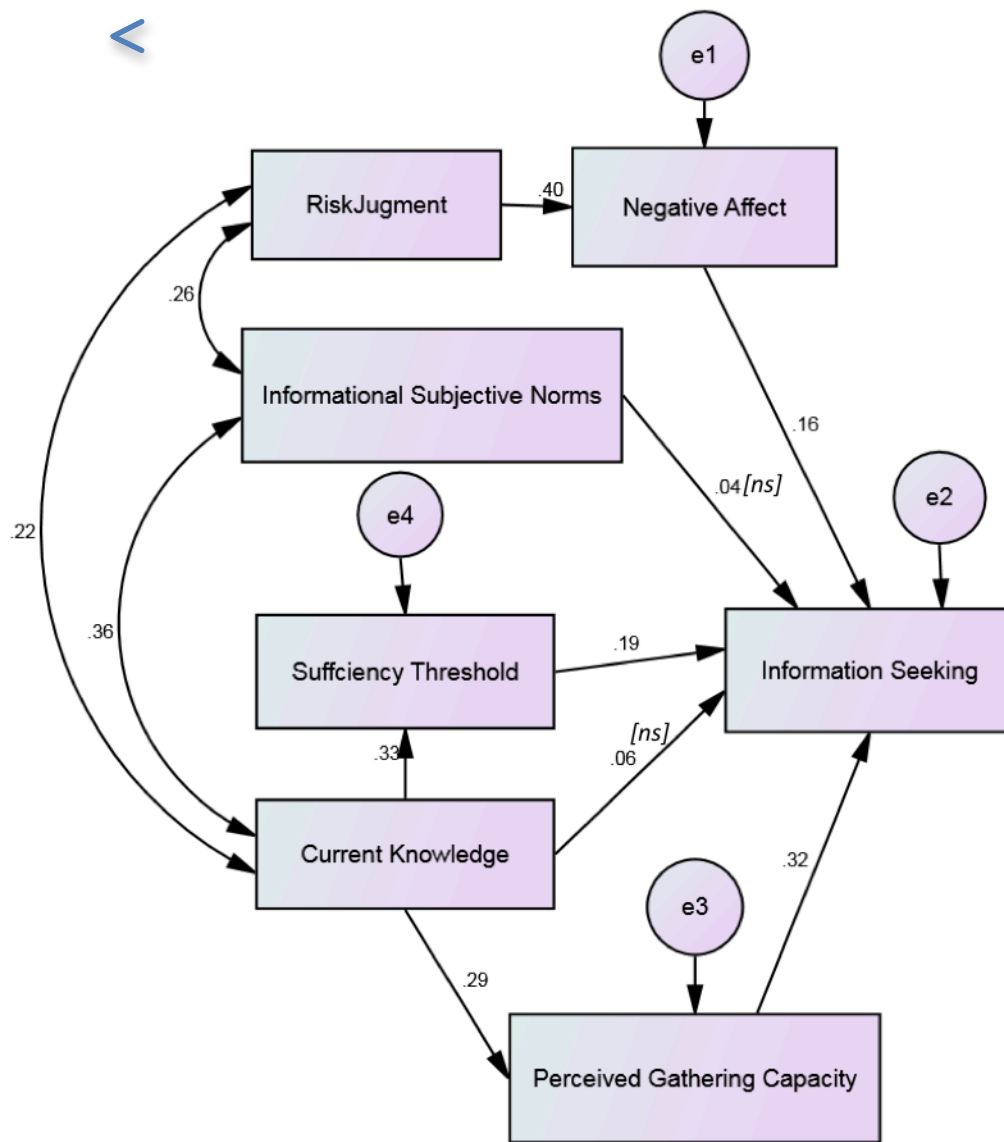 <
e1
RiskJugment
.40
Negative Affect
.26
Informational Subjective Norms
.16
.04 [ns]
e4
e2
.22
.36
Suffciency Threshold
.19
Information Seeking
[ns]
.33
.06
Current Knowledge
.32
e3
.29
Perceived Gathering Capacity